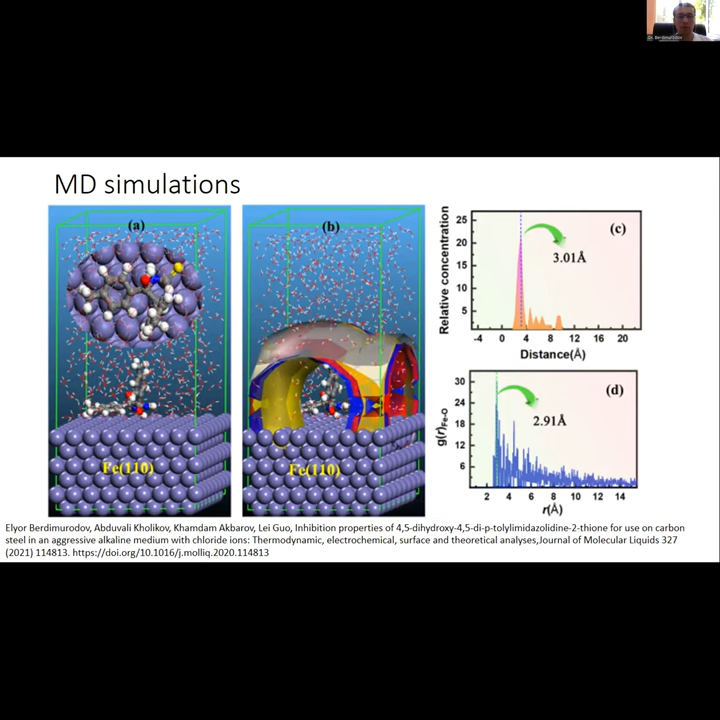 Dr. Berdimurodov
MD simulations
(a)
Fe(110)
(b)
Fe(110)
(c)
Relative concentration
25
20
15
10
5
3.01Å
-4 0 4 8 12 16 20
Distance(Å)
(d)
g(r)Fe-O
30
24
18
12
6
2.91Å
2 4 6 8 10 12 14
r(Å)
Elyor Berdimurodov, Abduvali Kholikov, Khamdam Akbarov, Lei Guo, Inhibition properties of 4,5-dihydroxy-4,5-di-p-tolylimidazolidine-2-thione for use on carbon
steel in an aggressive alkaline medium with chloride ions: Thermodynamic, electrochemical, surface and theoretical analyses,Journal of Molecular Liquids 327
(2021) 114813. https://doi.org/10.1016/j.molliq.2020.114813